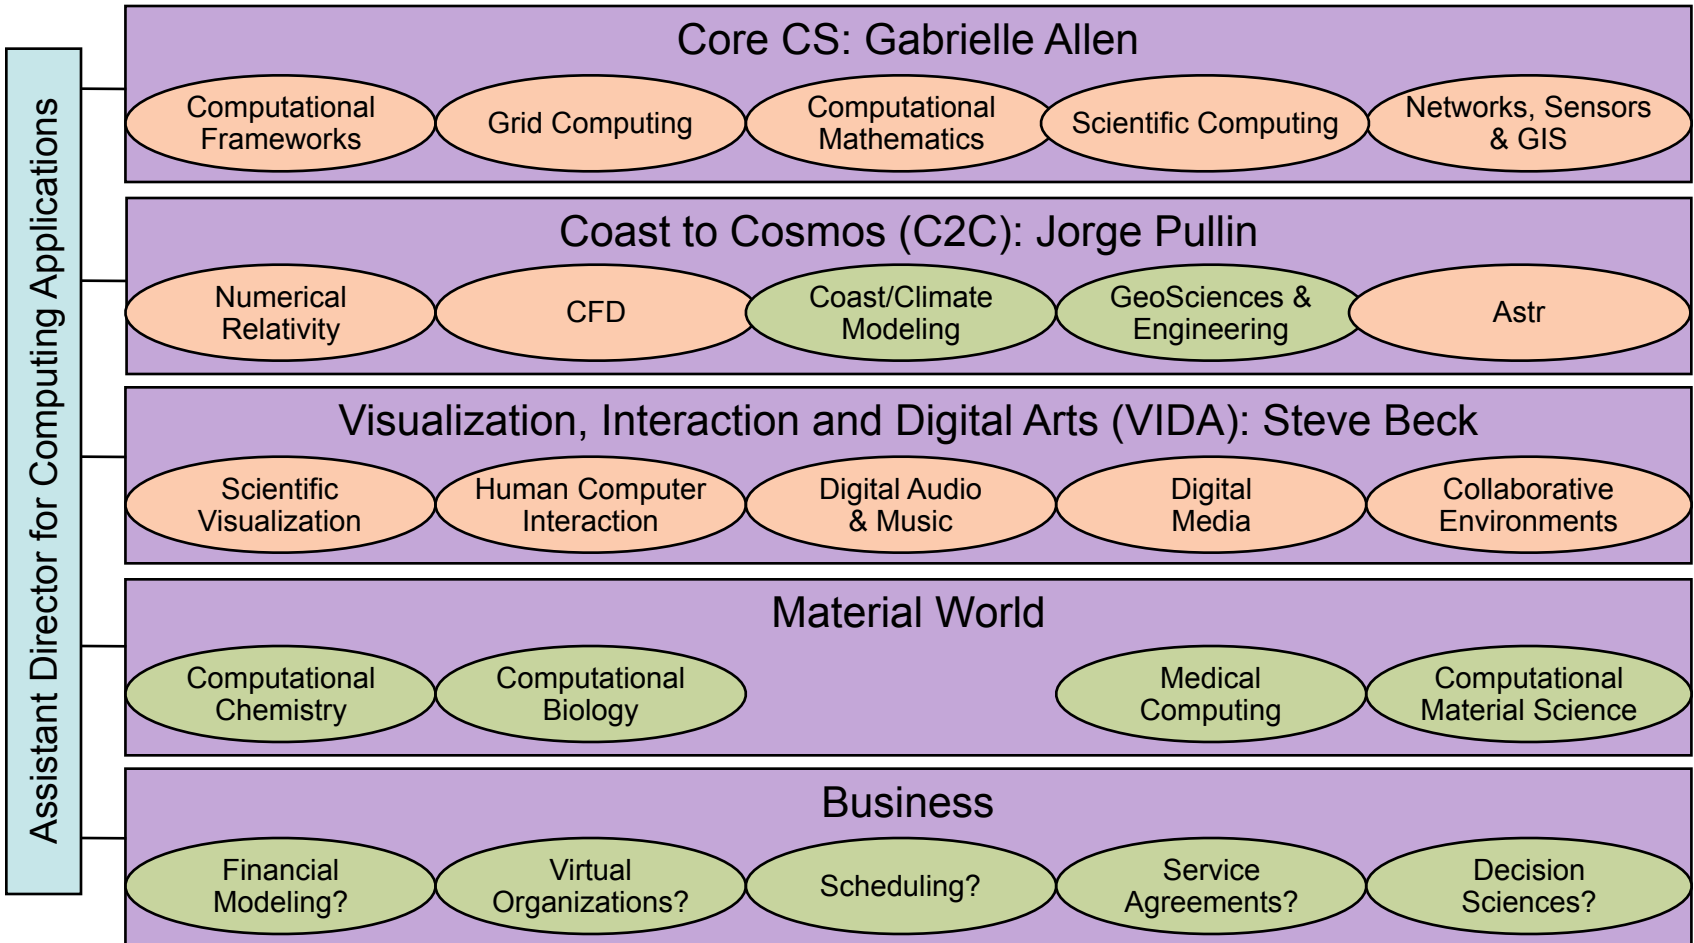 Assistant Director for Computing Applications
Core CS: Gabrielle Allen
Computational
Frameworks
Grid Computing
Computational
Mathematics
Scientific Computing
Networks, Sensors
& GIS
Coast to Cosmos (C2C): Jorge Pullin
Numerical
Relativity
CFD
Coast/Climate
Modeling
GeoSciences &
Engineering
Astr
Visualization, Interaction and Digital Arts (VIDA): Steve Beck
Scientific
Visualization
Human Computer
Interaction
Digital Audio
& Music
Digital
Media
Collaborative
Environments
Material World
Computational
Chemistry
Computational
Biology
Medical
Computing
Computational
Material Science
Business
Financial
Modeling?
Virtual
Organizations?
Scheduling?
Service
Agreements?
Decision
Sciences?